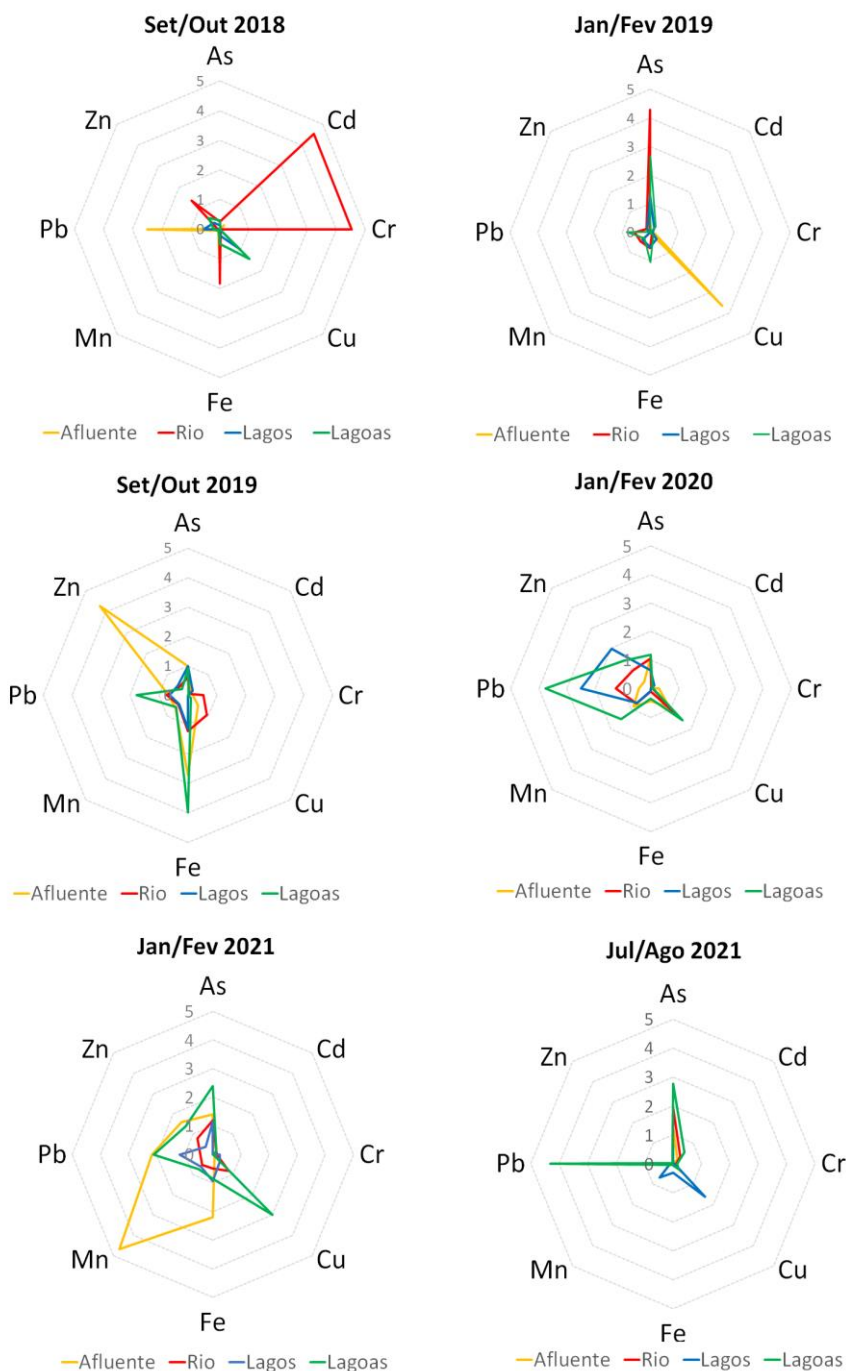 Set/Out 2018
As
Cd
Cr
Cu
Fe
Mn
Pb
Zn
5
4
3
2
1
0
Afluente Rio Lagos Lagoas
Jan/Fev 2019
As
Cd
Cr
Cu
Fe
Mn
Pb
Zn
5
4
3
2
1
0
Afluente Rio Lagos Lagoas
Set/Out 2019
As
Cd
Cr
Cu
Fe
Mn
Pb
Zn
5
4
3
2
1
0
Afluente Rio Lagos Lagoas
Jan/Fev 2020
As
Cd
Cr
Cu
Fe
Mn
Pb
Zn
5
4
3
2
1
0
Afluente Rio Lagos Lagoas
Jan/Fev 2021
As
Cd
Cr
Cu
Fe
Mn
Pb
Zn
5
4
3
2
1
0
Afluente Rio Lagos Lagoas
Jul/Ago 2021
As
Cd
Cr
Cu
Fe
Mn
Pb
Zn
5
4
3
2
1
0
Afluente Rio Lagos Lagoas